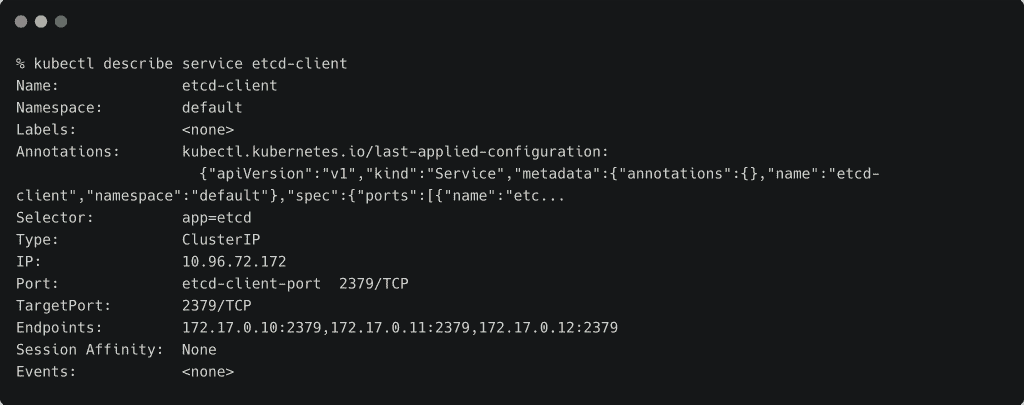 % kubectl describe service etcd-client
Name:              etcd-client
Namespace:         default
Labels:            <none>
Annotations:       kubectl.kubernetes.io/last-applied-configuration:
                     {"apiVersion":"v1","kind":"Service","metadata":{"annotations":{},"name":"etcd-
client","namespace":"default"},"spec":{"ports":[{"name":"etc...
Selector:          app=etcd
Type:              ClusterIP
IP:                10.96.72.172
Port:              etcd-client-port  2379/TCP
TargetPort:        2379/TCP
Endpoints:         172.17.0.10:2379,172.17.0.11:2379,172.17.0.12:2379
Session Affinity:  None
Events:            <none>